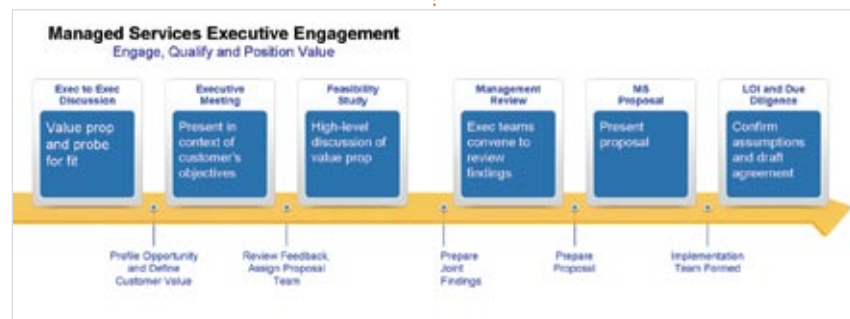 Managed Services Executive Engagement
Engage, Qualify and Position Value
Exec to Exec
Discussion
Value prop
and probe
for fit
Executive
Meeting
Present in
context of
customer's
objectives
Feasibility
Study
High-level
discussion of
value prop
Management
Review
Exec teams
convene to
review
findings
MS
Proposal
Present
proposal
LOI and Due
Diligence
Confirm
assumptions
and draft
agreement
Profile Opportunity
and Define
Customer Value
Review Feedback,
Assign Proposal
Team
Prepare
Joint
Findings
Prepare
Proposal
Implementation
Team Formed